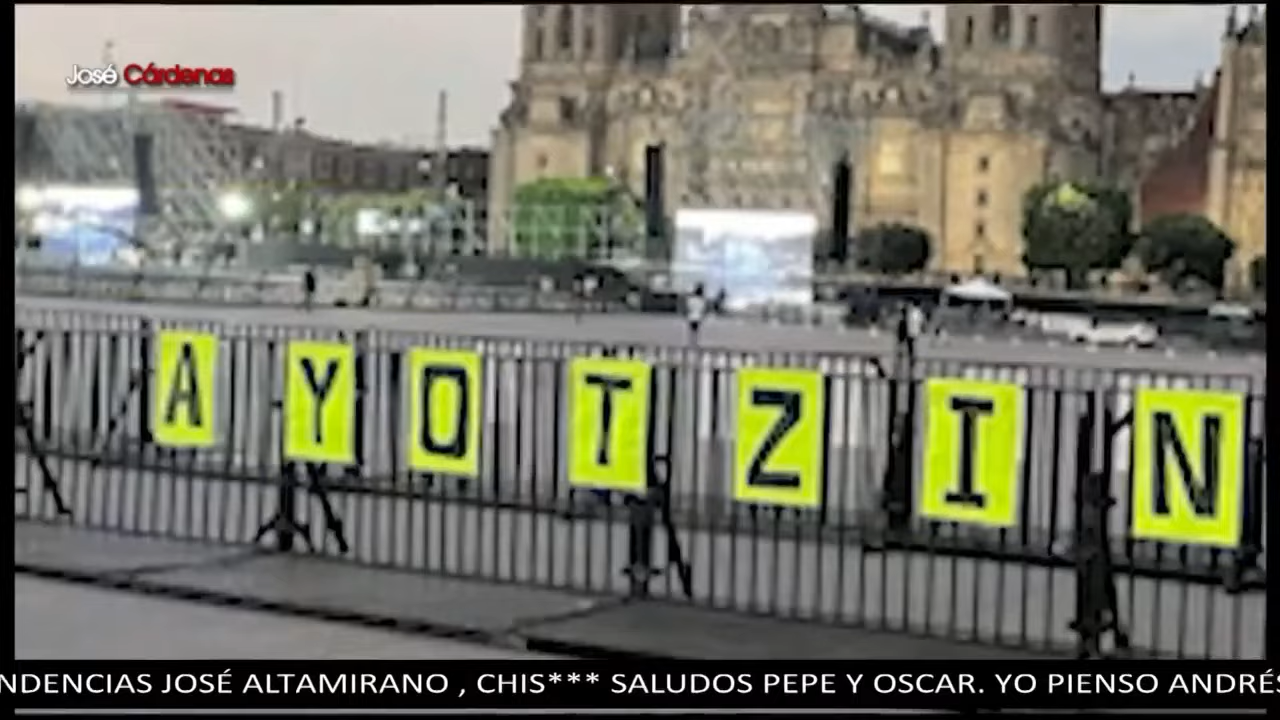 José Cárdenas
AYOTZIN
NDENCIAS JOSÉ ALTAMIRANO , CHIS*** SALUDOS PEPE Y OSCAR. YO PIENSO ANDRÉS